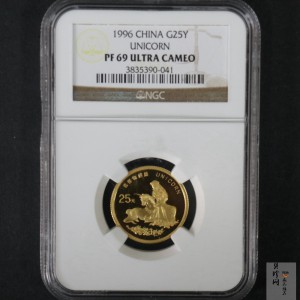 1996 CHINA G25Y
UNICORN
PF 69 ULTRA CAMEO
3835390-041
NGC
UNICORN
25元